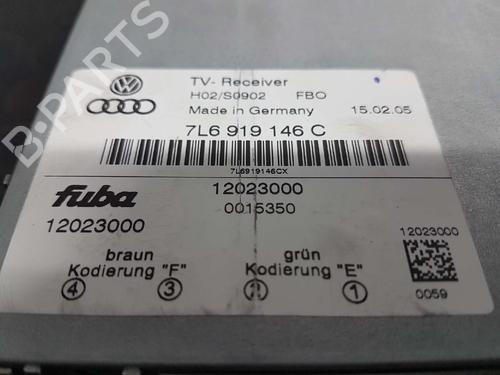 TV- Receiver
H02/S0902 FBO
Made in Germany 15.02.05
7L6 919 146 C
7L6919146CX
fuba 12023000
0015350
12023000
12023000
braun grün
Kodierung "F" Kodierung "E"
4 3 2 1
0059
B-PARTS